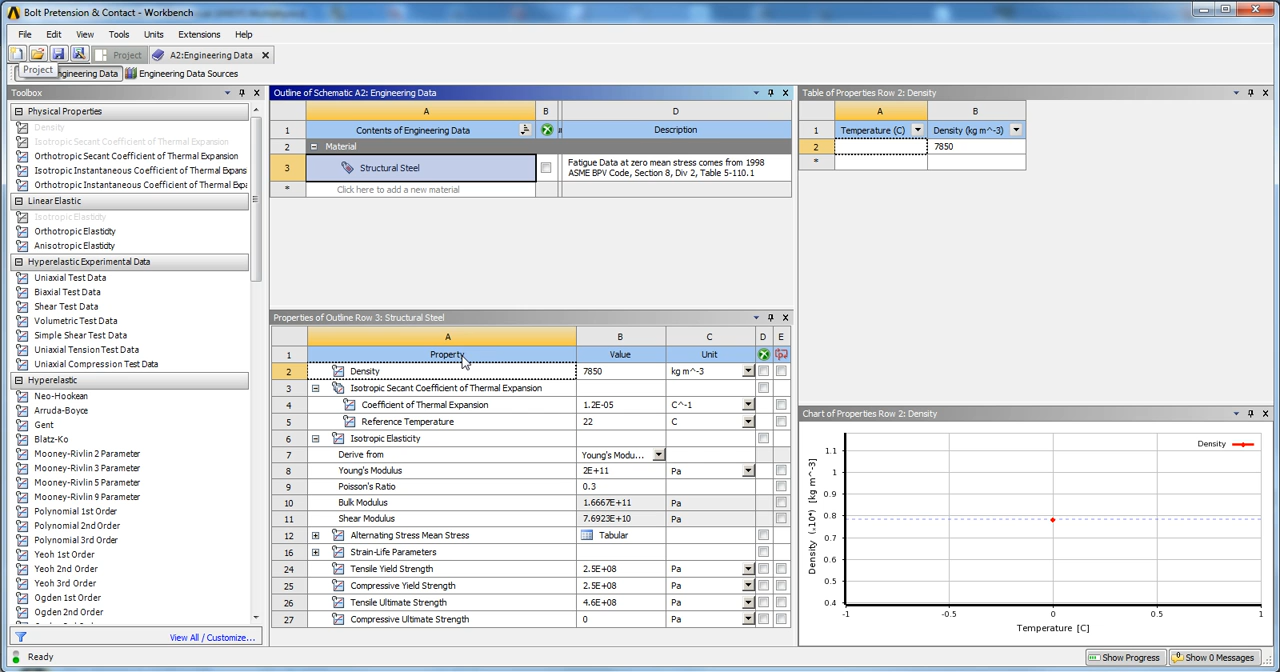 Bolt Pretension & Contact - Workbench
File Edit View Tools Units Extensions Help
Project A2:Engineering Data
Project ngineering Data Engineering Data Sources
Toolbox
Physical Properties
Density
Isotropic Secant Coefficient of Thermal Expansion
Orthotropic Secant Coefficient of Thermal Expansion
Isotropic Instantaneous Coefficient of Thermal Expans
Orthotropic Instantaneous Coefficient of Thermal Expa
Linear Elastic
Isotropic Elasticity
Orthotropic Elasticity
Anisotropic Elasticity
Hyperelastic Experimental Data
Uniaxial Test Data
Biaxial Test Data
Shear Test Data
Volumetric Test Data
Simple Shear Test Data
Uniaxial Tension Test Data
Uniaxial Compression Test Data
Hyperelastic
Neo-Hookean
Arruda-Boyce
Gent
Blatz-Ko
Mooney-Rivlin 2 Parameter
Mooney-Rivlin 3 Parameter
Mooney-Rivlin 5 Parameter
Mooney-Rivlin 9 Parameter
Polynomial 1st Order
Polynomial 2nd Order
Polynomial 3rd Order
Yeoh 1st Order
Yeoh 2nd Order
Yeoh 3rd Order
Ogden 1st Order
Ogden 2nd Order
View All / Customize...
Outline of Schematic A2: Engineering Data
A B D
1 Contents of Engineering Data Description
2 Material
3 Structural Steel Fatigue Data at zero mean stress comes from 1998
ASME BPV Code, Section 8, Div 2, Table 5-110.1
* Click here to add a new material
Properties of Outline Row 3: Structural Steel
A B C D E
1 Property Value Unit
2 Density 7850 kg m^-3
3 Isotropic Secant Coefficient of Thermal Expansion
4 Coefficient of Thermal Expansion 1.2E-05 C^-1
5 Reference Temperature 22 C
6 Isotropic Elasticity
7 Derive from Young's Modu...
8 Young's Modulus 2E+11 Pa
9 Poisson's Ratio 0.3
10 Bulk Modulus 1.6667E+11 Pa
11 Shear Modulus 7.6923E+10 Pa
12 Alternating Stress Mean Stress Tabular
16 Strain-Life Parameters
24 Tensile Yield Strength 2.5E+08 Pa
25 Compressive Yield Strength 2.5E+08 Pa
26 Tensile Ultimate Strength 4.6E+08 Pa
27 Compressive Ultimate Strength 0 Pa
Table of Properties Row 2: Density
A B
1 Temperature (C) Density (kg m^-3)
2 7850
*
Chart of Properties Row 2: Density
Density
1.1
1
0.9
0.8
0.7
0.6
0.5
0.4
Density (.10³) [kg m^-3]
-1 -0.5 0 0.5 1
Temperature [C]
Ready Show Progress Show 0 Messages